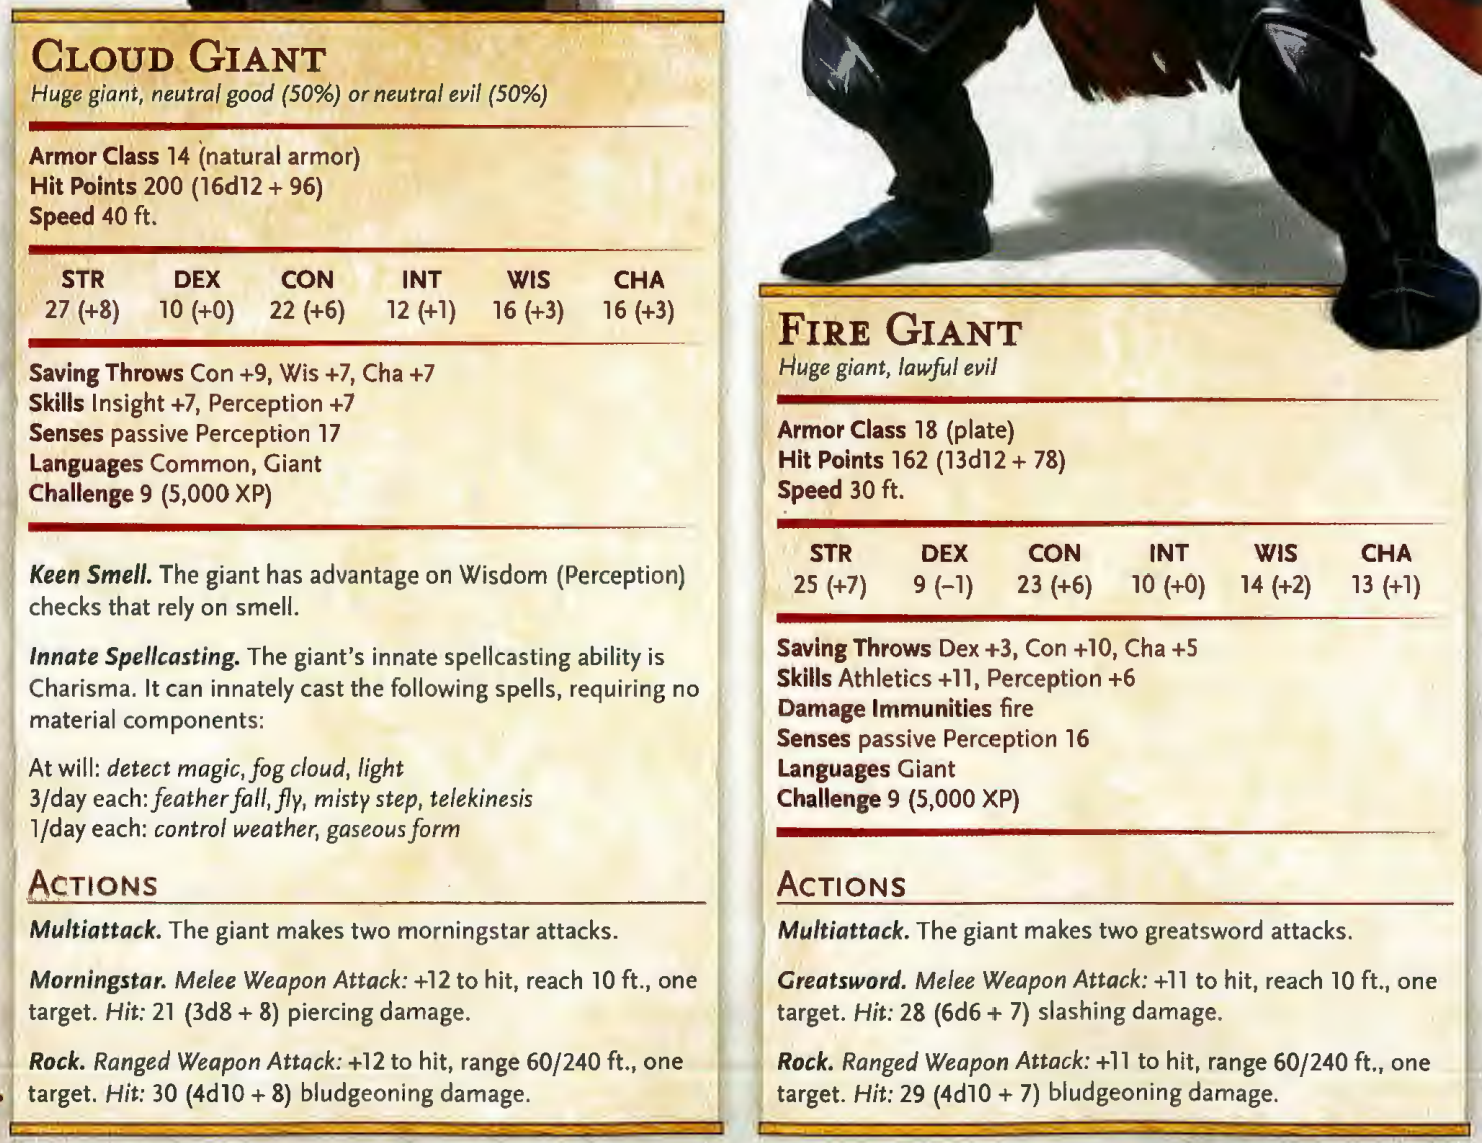 CLOUD GIANT
Huge giant, neutral good (50%) or neutral evil (50%)
Armor Class 14 (natural armor)
Hit Points 200 (16d12 + 96)
Speed 40 ft.
STR DEX CON INT WIS CHA
27 (+8) 10 (+0) 22 (+6) 12 (+1) 16 (+3) 16 (+3)
Saving Throws Con +9, Wis +7, Cha +7
Skills Insight +7, Perception +7
Senses passive Perception 17
Languages Common, Giant
Challenge 9 (5,000 XP)
Keen Smell. The giant has advantage on Wisdom (Perception)
checks that rely on smell.
Innate Spellcasting. The giant's innate spellcasting ability is
Charisma. It can innately cast the following spells, requiring no
material components:
At will: detect magic, fog cloud, light
3/day each: feather fall, fly, misty step, telekinesis
1/day each: control weather, gaseous form
ACTIONS
Multiattack. The giant makes two morningstar attacks.
Morningstar. Melee Weapon Attack: +12 to hit, reach 10 ft., one
target. Hit: 21 (3d8 + 8) piercing damage.
Rock. Ranged Weapon Attack: +12 to hit, range 60/240 ft., one
target. Hit: 30 (4d10 + 8) bludgeoning damage.
FIRE GIANT
Huge giant, lawful evil
Armor Class 18 (plate)
Hit Points 162 (13d12 + 78)
Speed 30 ft.
STR DEX CON INT WIS CHA
25 (+7) 9 (−1) 23 (+6) 10 (+0) 14 (+2) 13 (+1)
Saving Throws Dex +3, Con +10, Cha +5
Skills Athletics +11, Perception +6
Damage Immunities fire
Senses passive Perception 16
Languages Giant
Challenge 9 (5,000 XP)
ACTIONS
Multiattack. The giant makes two greatsword attacks.
Greatsword. Melee Weapon Attack: +11 to hit, reach 10 ft., one
target. Hit: 28 (6d6 + 7) slashing damage.
Rock. Ranged Weapon Attack: +11 to hit, range 60/240 ft., one
target. Hit: 29 (4d10 + 7) bludgeoning damage.